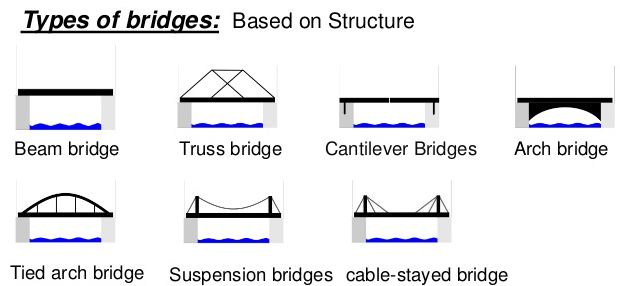 Types of bridges: Based on Structure
Beam bridge
Truss bridge
Cantilever Bridges
Arch bridge
Tied arch bridge
Suspension bridges
cable-stayed bridge